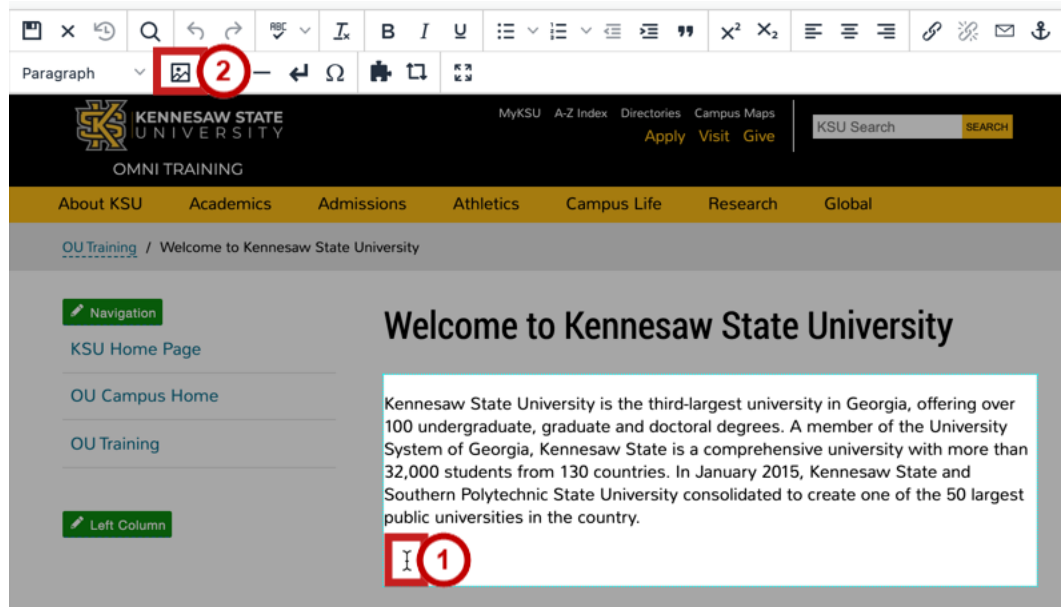 ABC
Tx
B I U
x² x₂
Paragraph
2
Ω
KS
KENNESAW STATE
UNIVERSITY
OMNI TRAINING
MyKSU A-Z Index Directories Campus Maps
Apply Visit Give
KSU Search SEARCH
About KSU Academics Admissions Athletics Campus Life Research Global
OU Training / Welcome to Kennesaw State University
Navigation
KSU Home Page
OU Campus Home
OU Training
Left Column
Welcome to Kennesaw State University
Kennesaw State University is the third-largest university in Georgia, offering over
100 undergraduate, graduate and doctoral degrees. A member of the University
System of Georgia, Kennesaw State is a comprehensive university with more than
32,000 students from 130 countries. In January 2015, Kennesaw State and
Southern Polytechnic State University consolidated to create one of the 50 largest
public universities in the country.
1